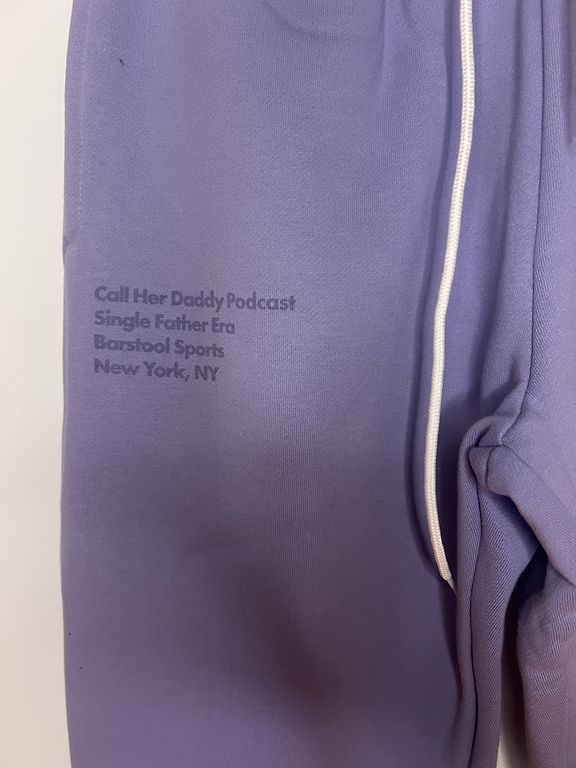 Call Her Daddy Podcast
Single Father Era
Barstool Sports
New York, NY